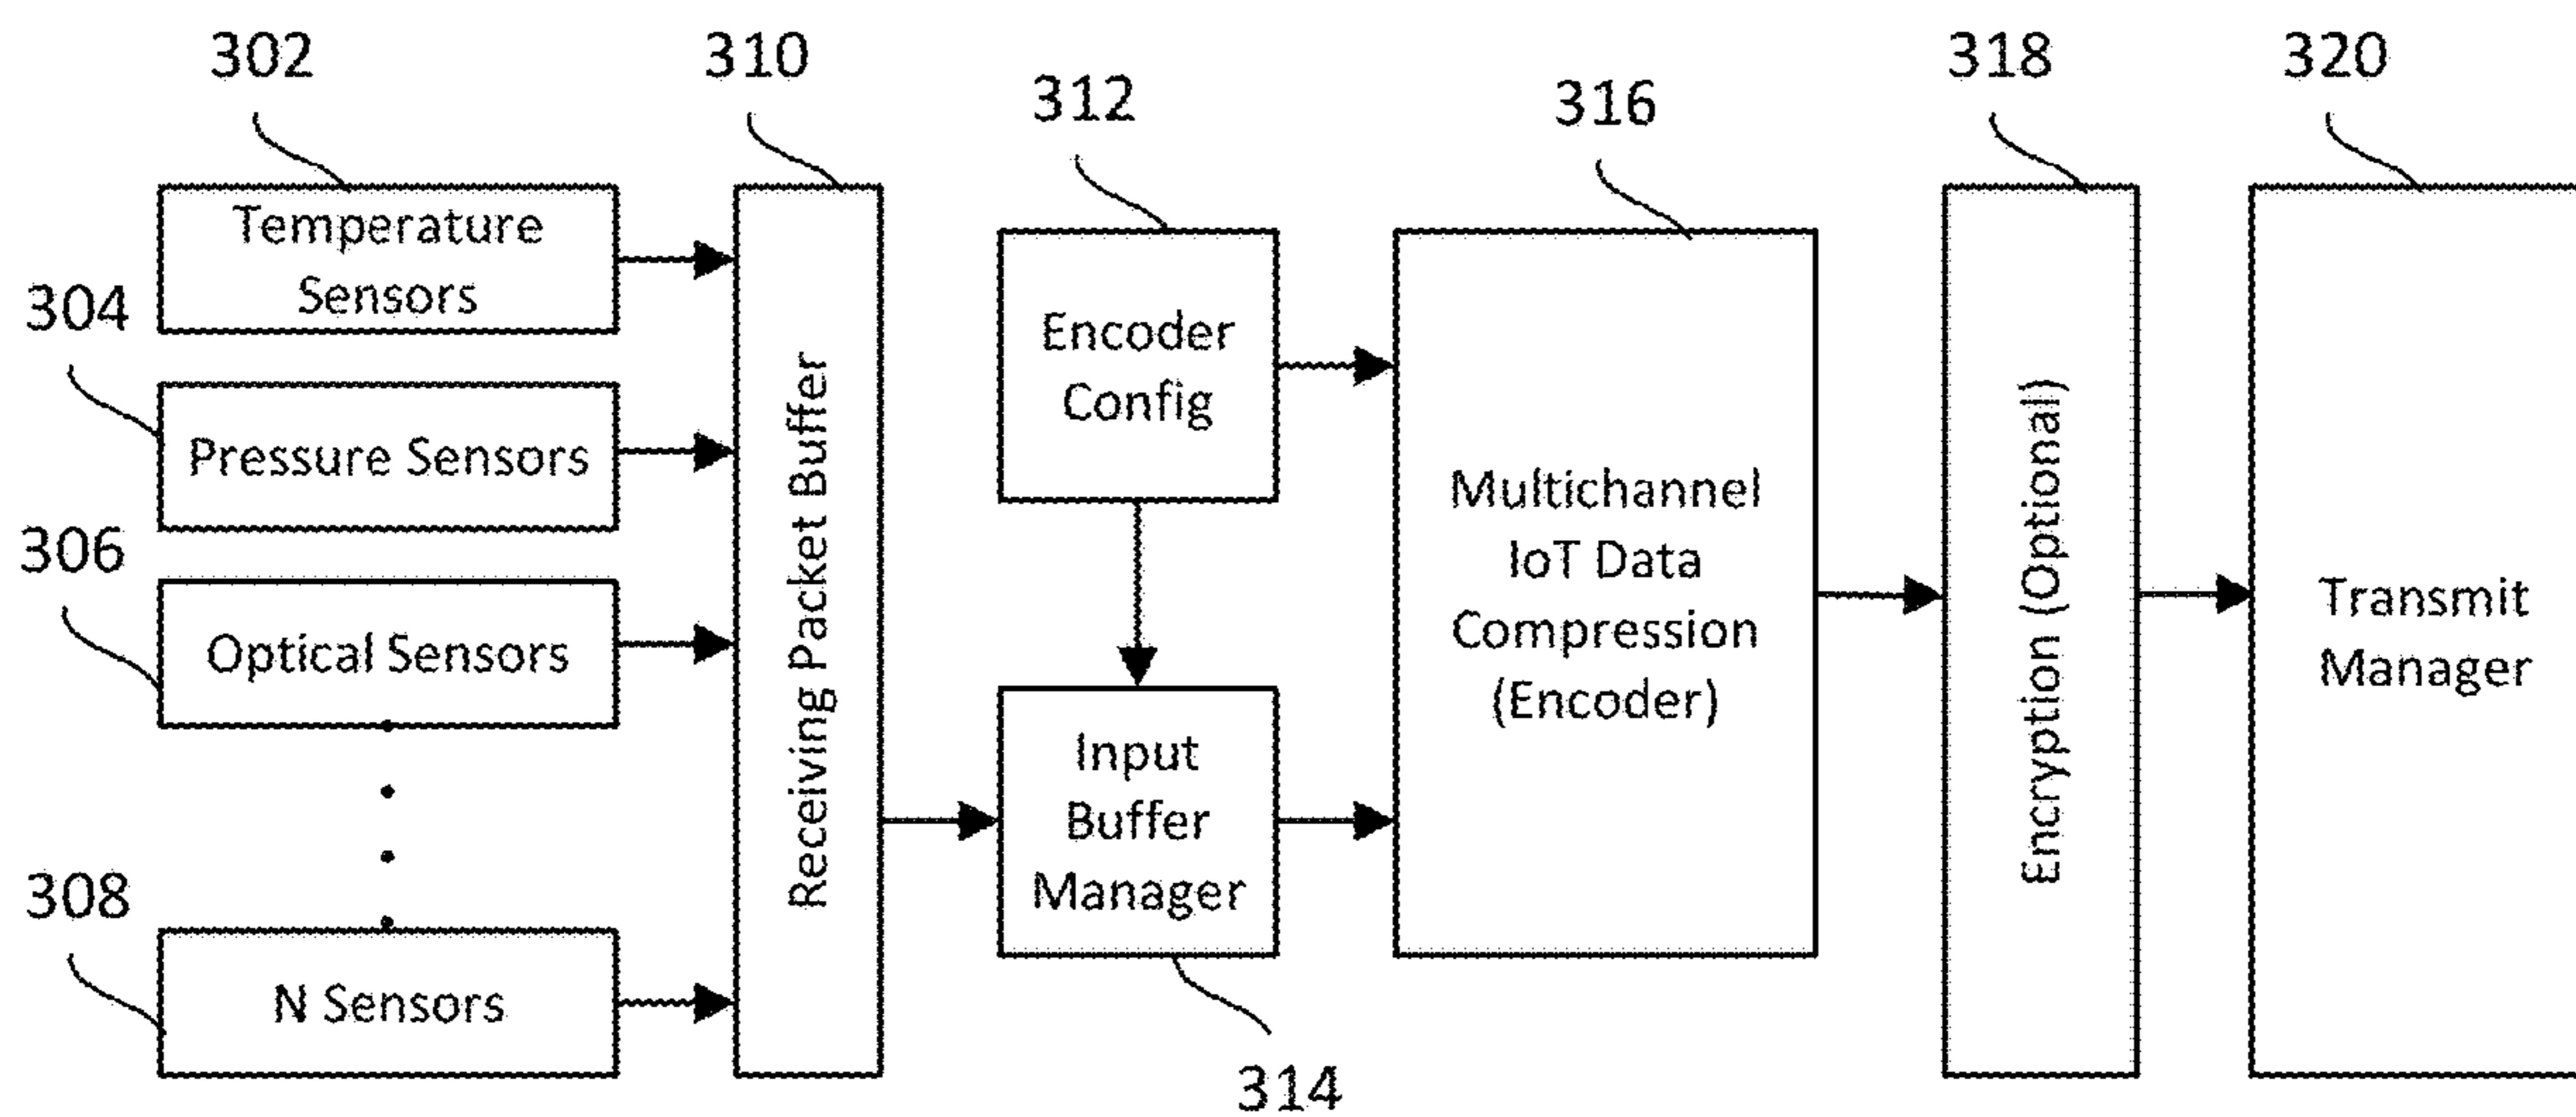 302
310
312
316
318
320
Temperature
Sensors
304
Pressure Sensors
306
Optical Sensors
308
N Sensors
Receiving Packet Buffer
Encoder
Config
Input
Buffer
Manager
314
Multichannel
IoT Data
Compression
(Encoder)
Encryption (Optional)
Transmit
Manager